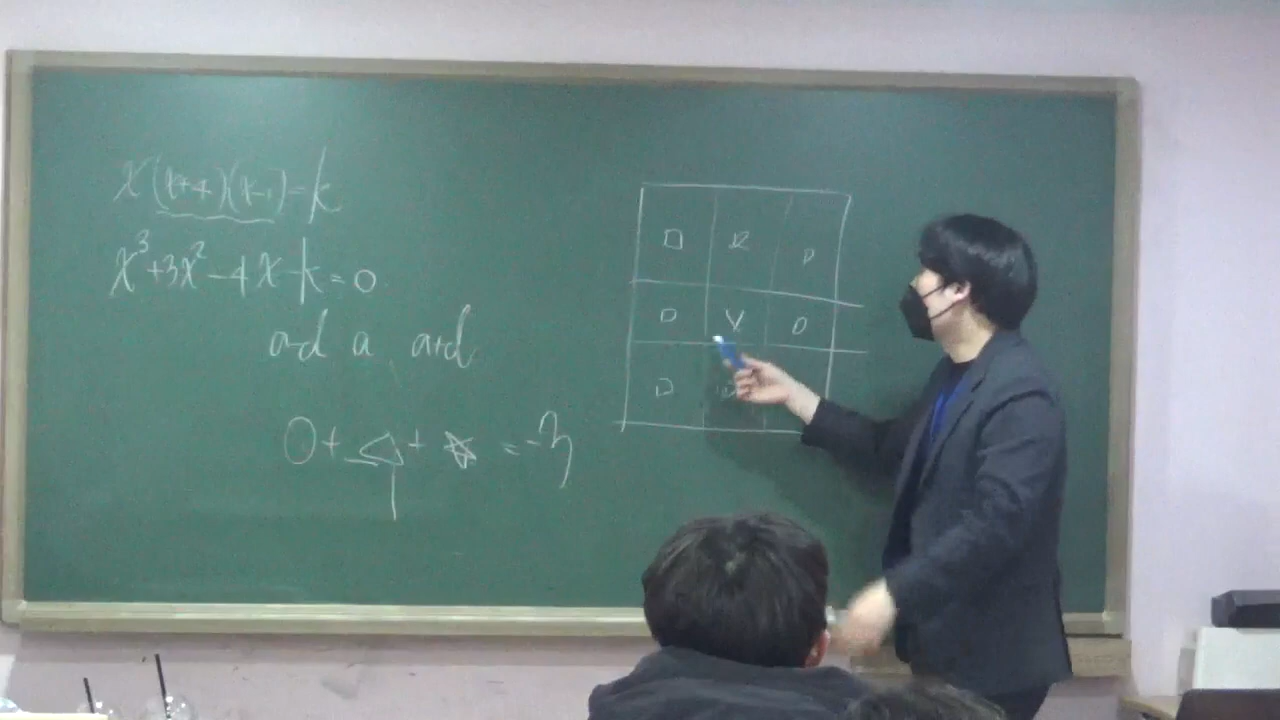 x(x+4)(x-1)=k
x³+3x²-4x-k=0
a-d a a+d
O+△+☆=-3
□ □ □
□ V □
□ □